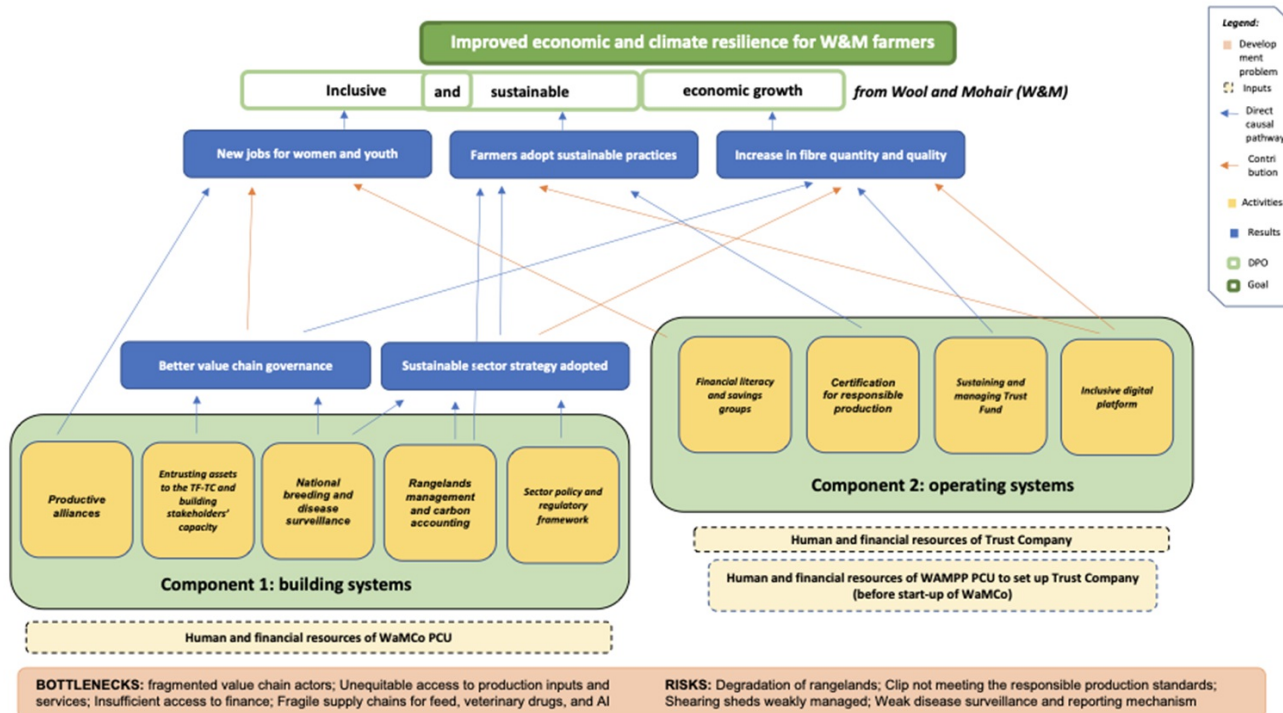 Improved economic and climate resilience for W&M farmers
Inclusive and sustainable economic growth from Wool and Mohair (W&M)
New jobs for women and youth
Farmers adopt sustainable practices
Increase in fibre quantity and quality
Better value chain governance
Sustainable sector strategy adopted
Productive
alliances
Entrusting assets
to the TF-TC and
building
stakeholders'
capacity
National
breeding and
disease
surveillance
Rangelands
management
and carbon
accounting
Sector policy and
regulatory
framework
Component 1: building systems
Human and financial resources of WaMCo PCU
Financial literacy
and savings
groups
Certification
for responsible
production
Sustaining and
managing Trust
Fund
Inclusive digital
platform
Component 2: operating systems
Human and financial resources of Trust Company
Human and financial resources of WAMPP PCU to set up Trust Company
(before start-up of WaMCo)
BOTTLENECKS: fragmented value chain actors; Unequitable access to production inputs and
services; Insufficient access to finance; Fragile supply chains for feed, veterinary drugs, and AI
RISKS: Degradation of rangelands; Clip not meeting the responsible production standards;
Shearing sheds weakly managed; Weak disease surveillance and reporting mechanism
Legend:
Develop
ment
problem
Inputs
Direct
causal
pathway
Contri
bution
Activities
Results
DPO
Goal